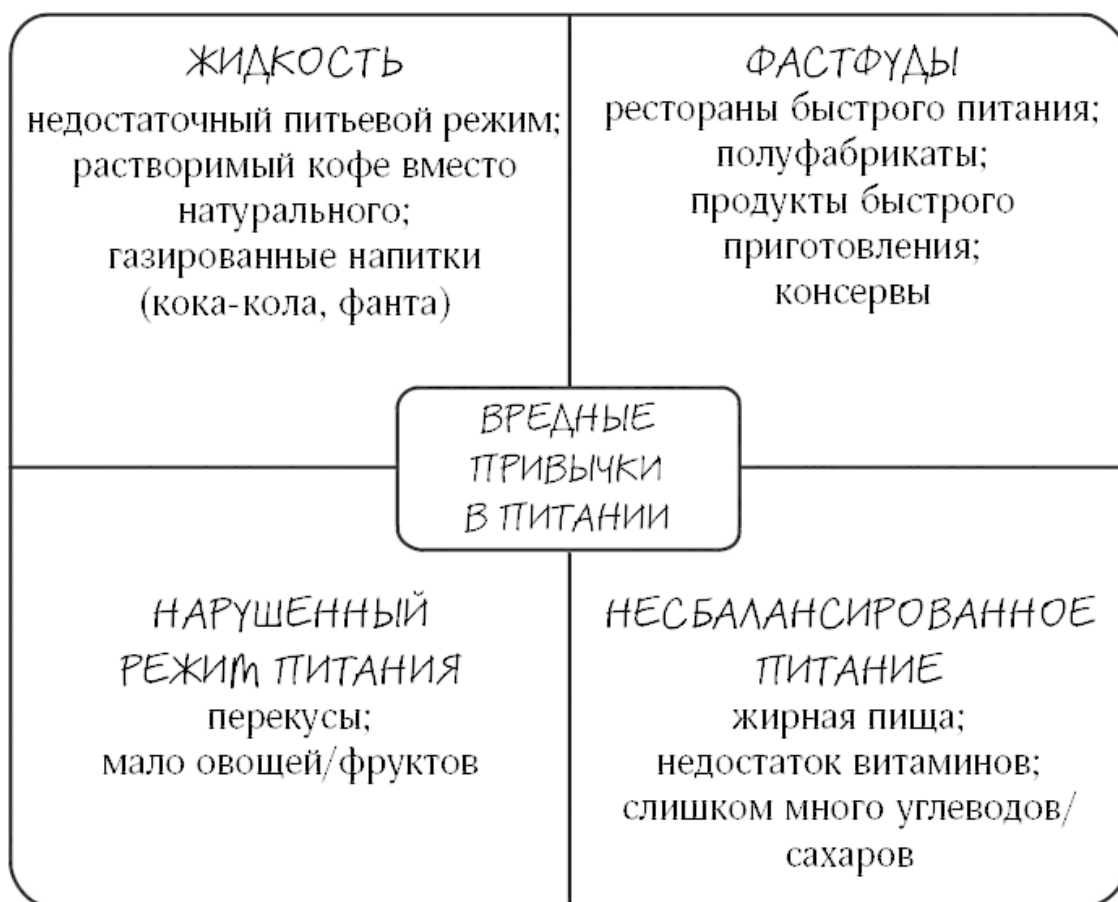 ЖИДКОСТЬ
недостаточный питьевой режим;
растворимый кофе вместо
натурального;
газированные напитки
(кока-кола, фанта)
ФАСТФУДЫ
рестораны быстрого питания;
полуфабрикаты;
продукты быстрого
приготовления;
консервы
ВРЕДНЫЕ
ПРИВЫЧКИ
В ПИТАНИИ
НАРУШЕННЫЙ
РЕЖИМ ПИТАНИЯ
перекусы;
мало овощей/фруктов
НЕСБАЛАНСИРОВАННОЕ
ПИТАНИЕ
жирная пища;
недостаток витаминов;
слишком много углеводов/
сахаров